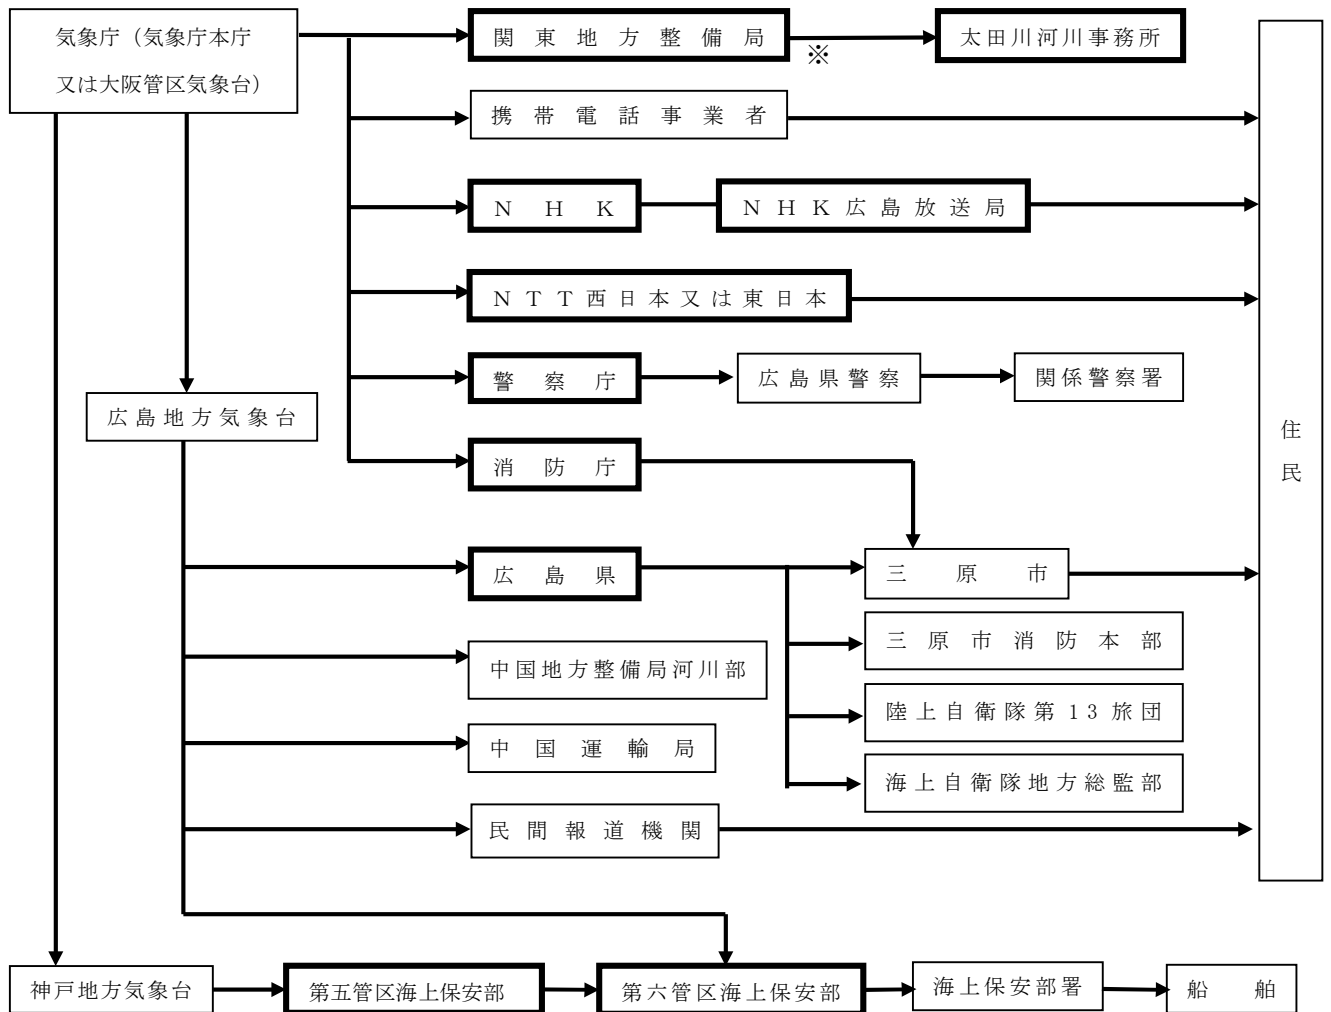 気象庁（気象庁本庁
又は大阪管区気象台）
関東地方整備局
※
太田川河川事務所
携帯電話事業者
NHK
NHK広島放送局
NTT西日本又は東日本
警察庁
広島県警察
関係警察署
広島地方気象台
消防庁
住民
広島県
三原市
三原市消防本部
中国地方整備局河川部
陸上自衛隊第13旅団
中国運輸局
海上自衛隊地方総監部
民間報道機関
神戸地方気象台
第五管区海上保安部
第六管区海上保安部
海上保安部署
船舶